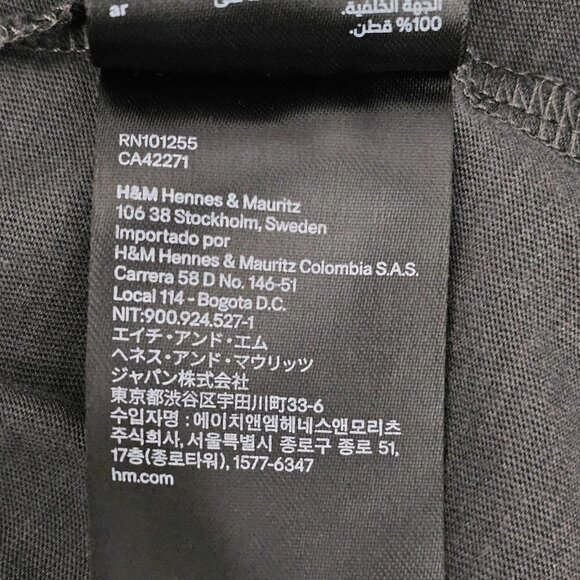 ar
الجهة الخلفية:
100% قطن.
RN101255
CA42271
H&M Hennes & Mauritz
106 38 Stockholm, Sweden
Importado por
H&M Hennes & Mauritz Colombia S.A.S.
Carrera 58 D No. 146-51
Local 114 - Bogota D.C.
NIT:900.924.527-1
エイチ・アンド・エム
ヘネス・アンド・マウリッツ
ジャパン株式会社
東京都渋谷区宇田川町33-6
수입자명 : 에이치앤엠헤네스앤모리츠
주식회사, 서울특별시 종로구 종로 51,
17층(종로타워), 1577-6347
hm.com